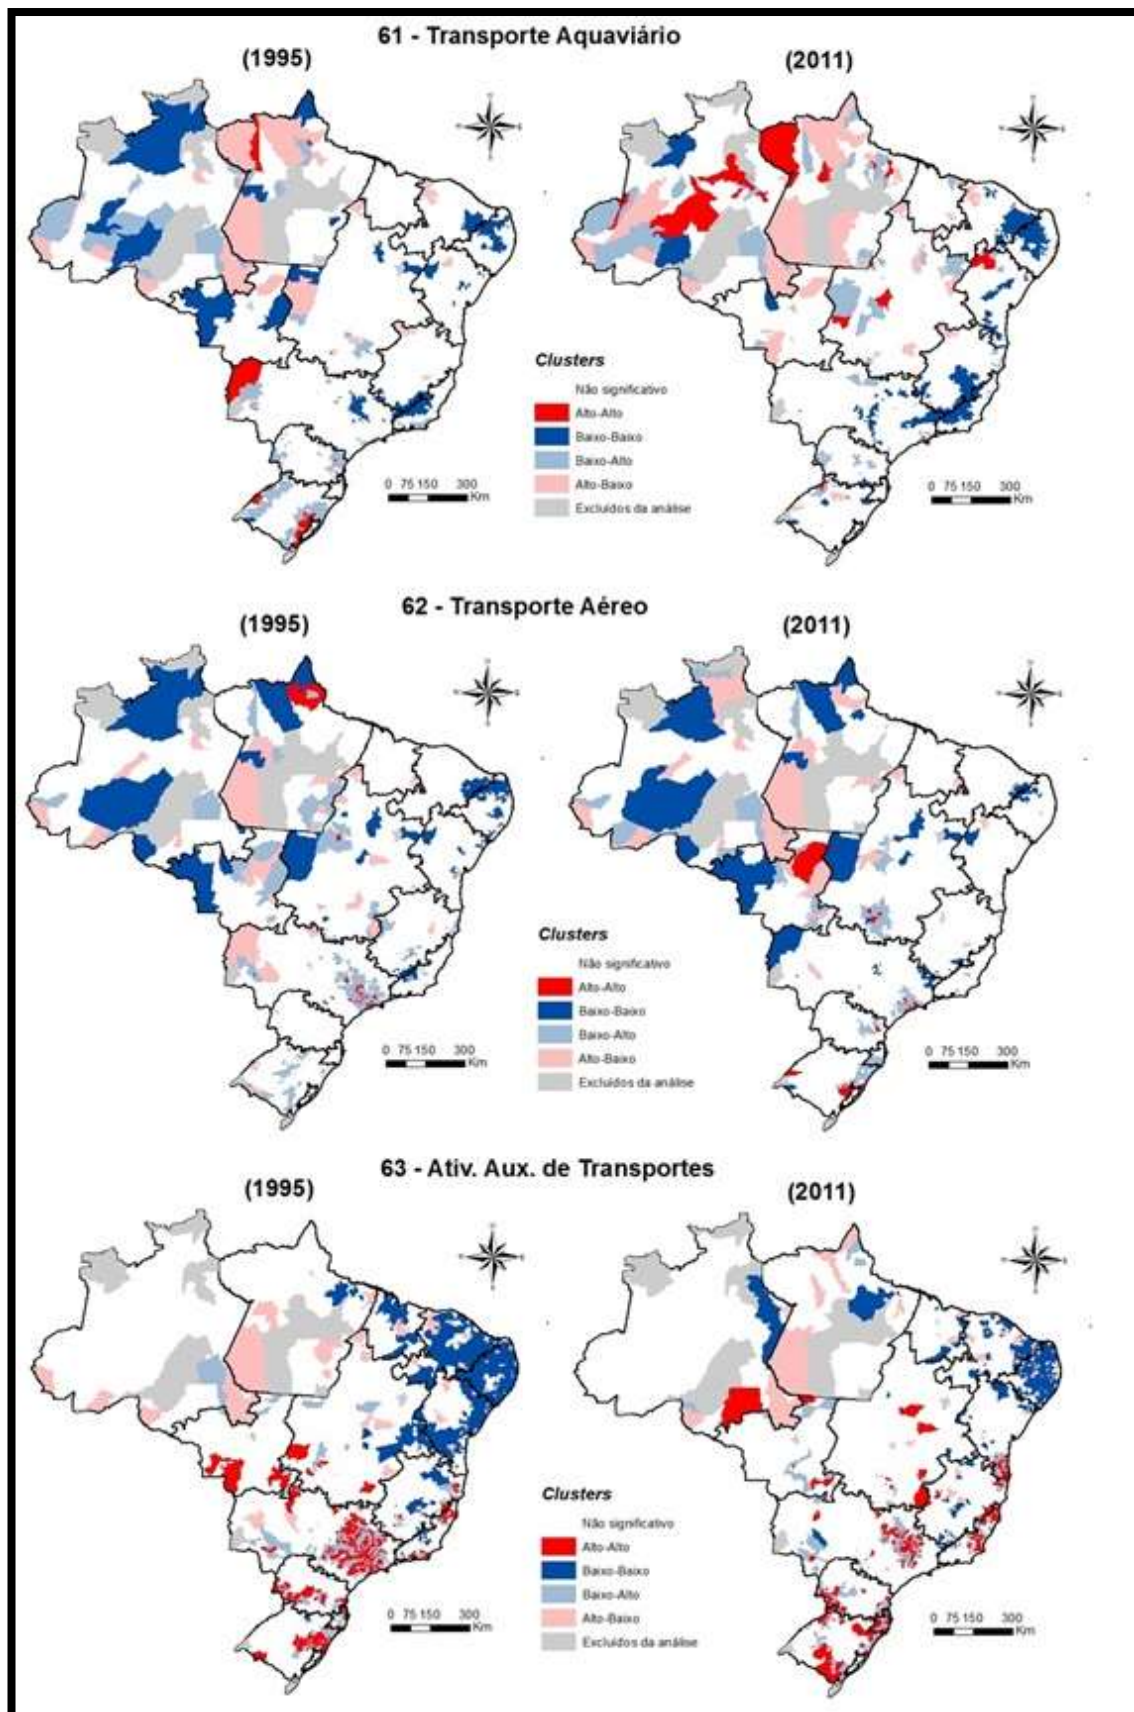 61 - Transporte Aquaviário
(1995)
(2011)
Clusters
Não significativo
Alto-Alto
Baixo-Baixo
Baixo-Alto
Alto-Baixo
Excluídos da análise
0 75 150 300
Km
0 75 150 300
Km
62 - Transporte Aéreo
(1995)
(2011)
Clusters
Não significativo
Alto-Alto
Baixo-Baixo
Baixo-Alto
Alto-Baixo
Excluídos da análise
0 75 150 300
Km
0 75 150 300
Km
63 - Ativ. Aux. de Transportes
(1995)
(2011)
Clusters
Não significativo
Alto-Alto
Baixo-Baixo
Baixo-Alto
Alto-Baixo
Excluídos da análise
0 75 150 300
Km
0 75 150 300
Km